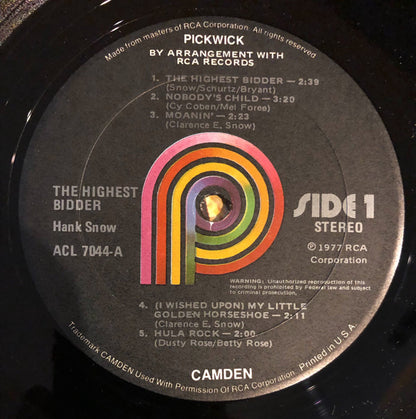 Made from masters of RCA Corporation. All rights reserved
PICKWICK
BY ARRANGEMENT WITH
RCA RECORDS
1. THE HIGHEST BIDDER — 2:39
(Snow/Schurtz/Bryant)
2. NOBODY'S CHILD — 3:20
(Cy Coben/Mel Foree)
3. MOANIN' — 2:23
(Clarence E. Snow)
THE HIGHEST
BIDDER
Hank Snow
ACL 7044-A
SIDE 1
STEREO
℗ 1977 RCA
Corporation
WARNING: Unauthorized reproduction of this
recording is prohibited by Federal law and subject
to criminal prosecution.
4. (I WISHED UPON) MY LITTLE
GOLDEN HORSESHOE — 2:11
(Clarence E. Snow)
5. HULA ROCK — 2:00
(Dusty Rose/Betty Rose)
CAMDEN
Trademark CAMDEN Used With Permission Of RCA Corporation. Printed in U.S.A.